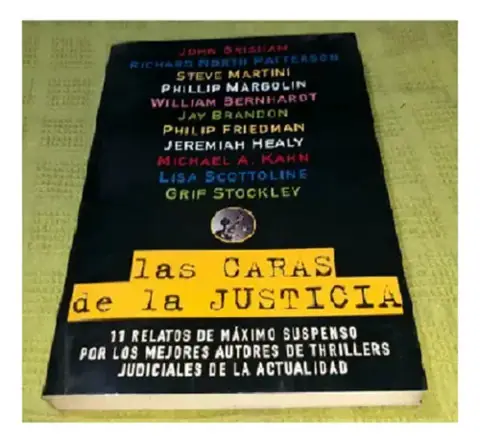 JOHN GRISHAM
RICHARD NORTH PATTERSON
STEVE MARTINI
PHILLIP MARGOLIN
WILLIAM BERNHARDT
JAY BRANDON
PHILIP FRIEDMAN
JEREMIAH HEALY
MICHAEL A. KAHN
LISA SCOTTOLINE
GRIF STOCKLEY
las CARAS
de la JUSTICIA
11 RELATOS DE MÁXIMO SUSPENSO
POR LOS MEJORES AUTORES DE THRILLERS
JUDICIALES DE LA ACTUALIDAD